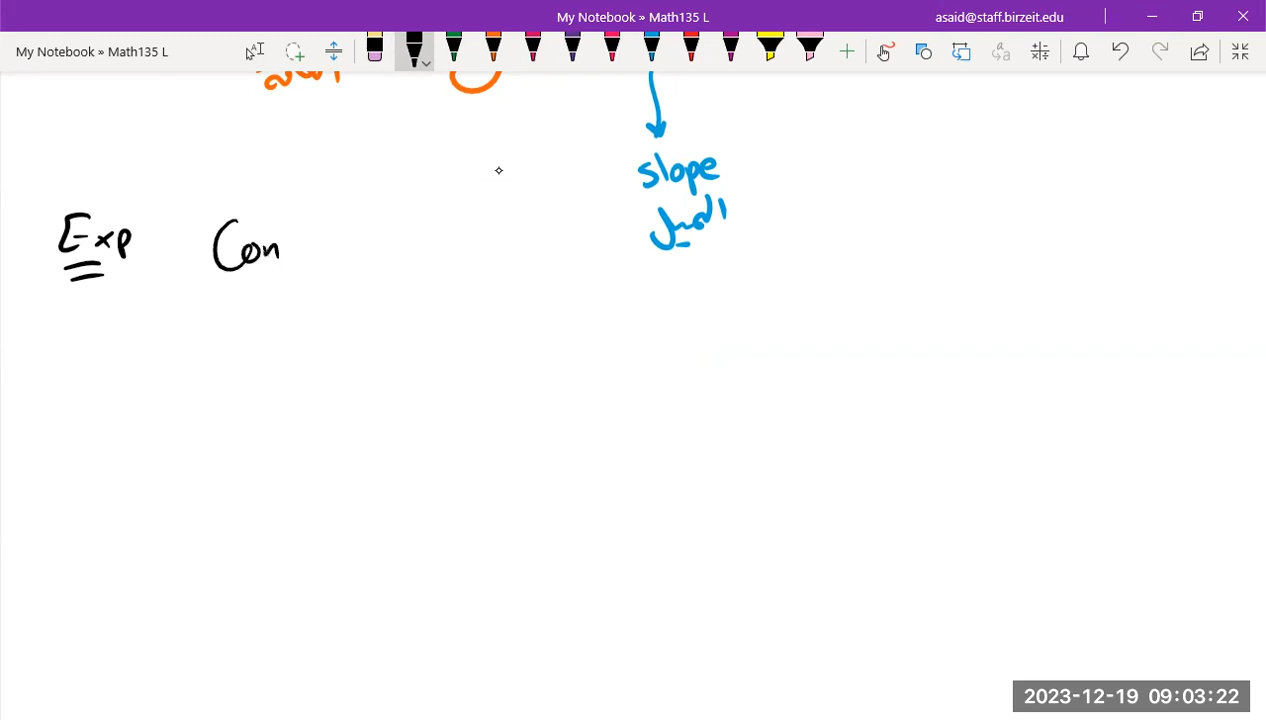 My Notebook » Math135 L
asaid@staff.birzeit.edu
My Notebook » Math135 L
slope
الميل
Exp Con
2023-12-19 09:03:22